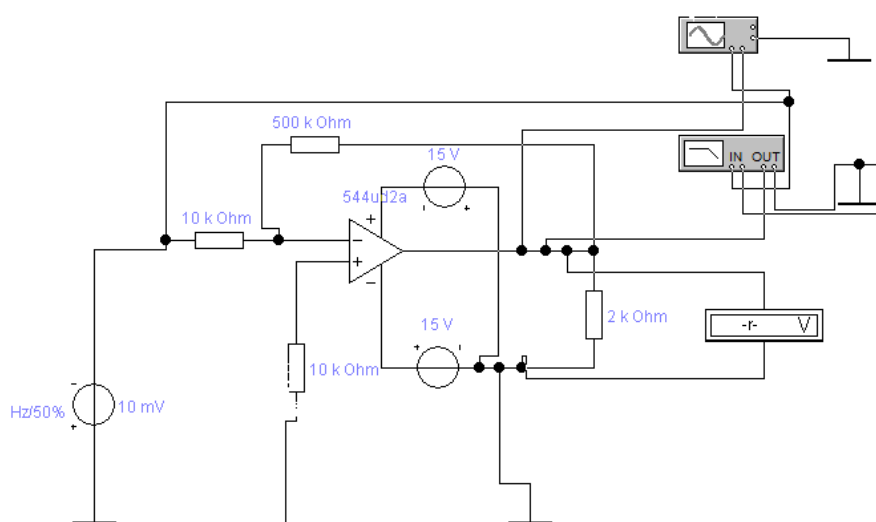 500 k Ohm
15 V
IN OUT
544ud2a
10 k Ohm
15 V
2 k Ohm
-r- V
10 k Ohm
Hz/50%
10 mV